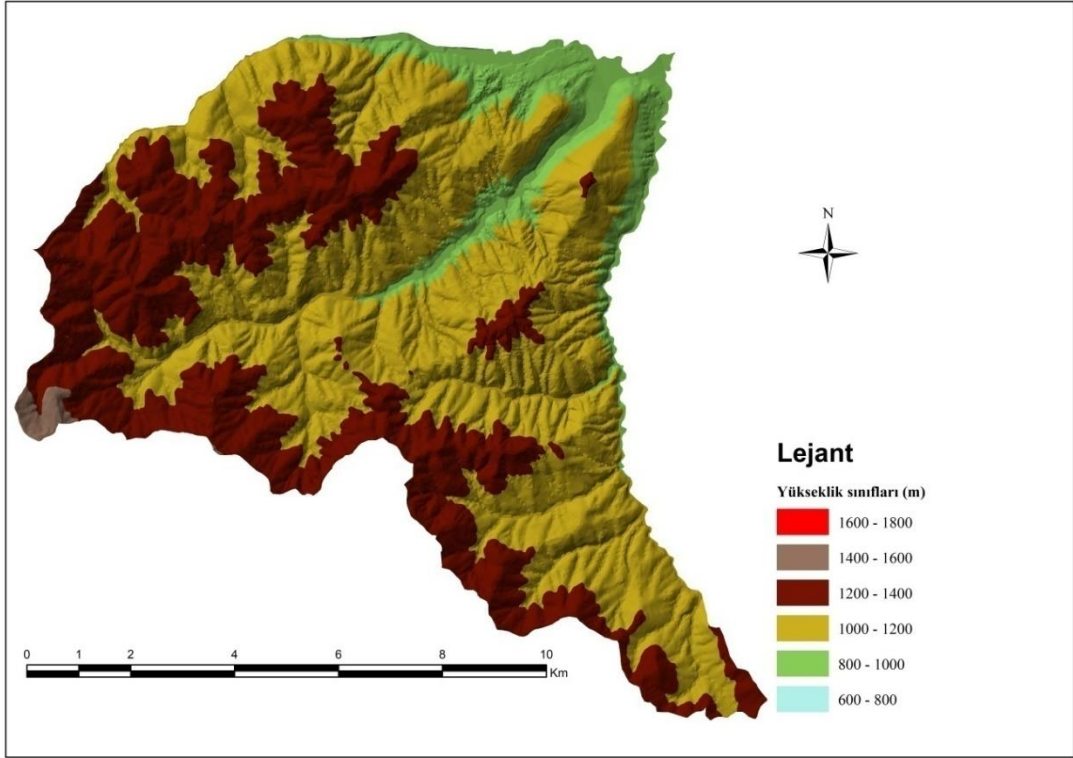 N
Lejant
Yükseklik sınıfları (m)
1600 - 1800
1400 - 1600
1200 - 1400
1000 - 1200
800 - 1000
600 - 800
0 1 2 4 6 8 10
Km